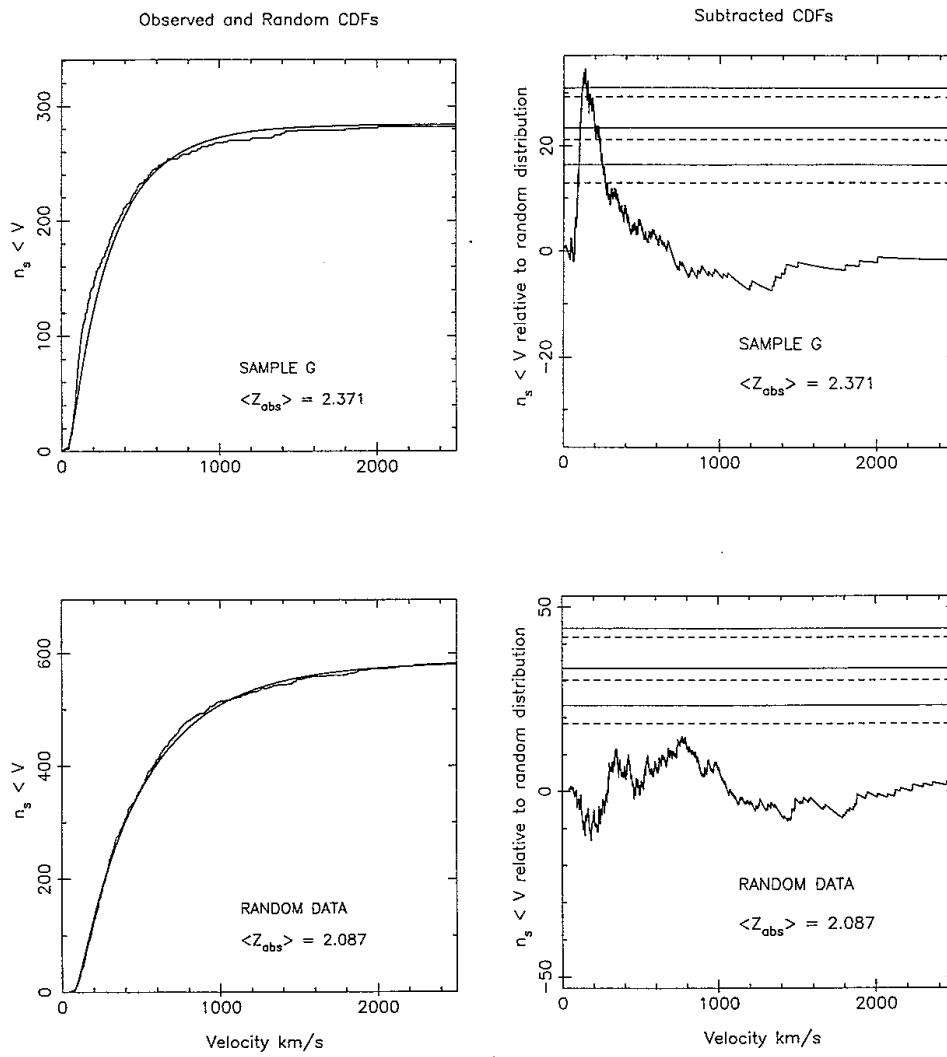 Observed and Random CDFs
Subtracted CDFs
300
200
100
0
n_s < V
SAMPLE G
<Z_abs> = 2.371
0
1000
2000
20
0
−20
n_s < V relative to random distribution
SAMPLE G
<Z_abs> = 2.371
0
1000
2000
600
400
200
0
n_s < V
RANDOM DATA
<Z_abs> = 2.087
0
1000
2000
Velocity km/s
50
0
−50
n_s < V relative to random distribution
RANDOM DATA
<Z_abs> = 2.087
0
1000
2000
Velocity km/s